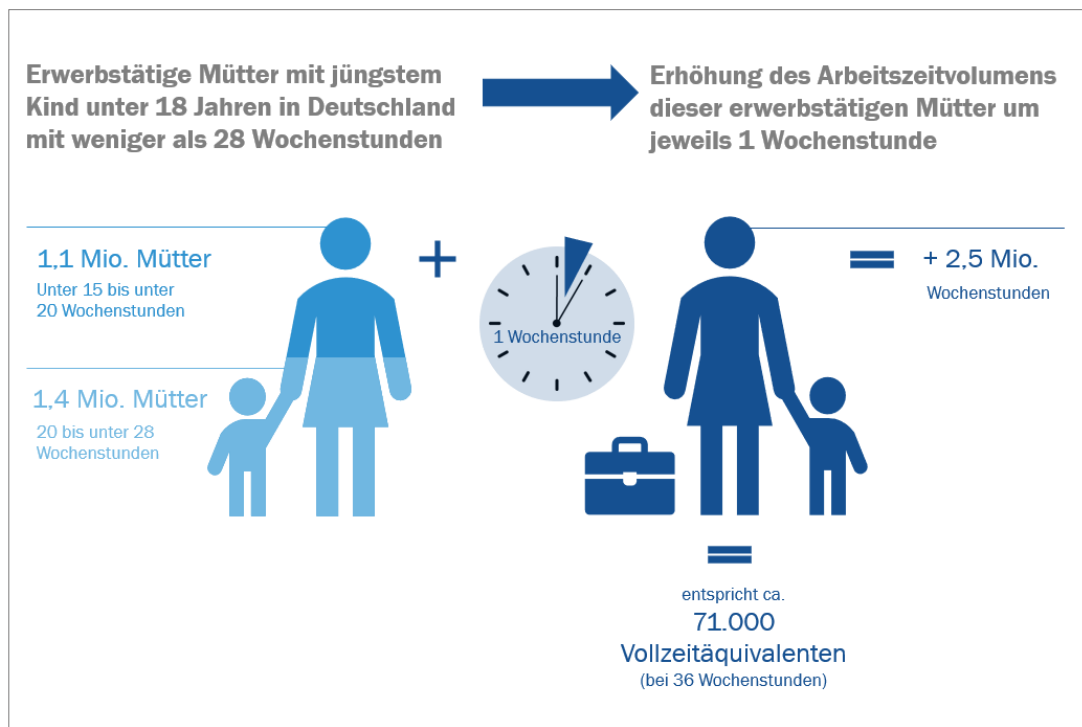 Erwerbstätige Mütter mit jüngstem
Kind unter 18 Jahren in Deutschland
mit weniger als 28 Wochenstunden
Erhöhung des Arbeitszeitvolumens
dieser erwerbstätigen Mütter um
jeweils 1 Wochenstunde
1,1 Mio. Mütter
Unter 15 bis unter
20 Wochenstunden
1,4 Mio. Mütter
20 bis unter 28
Wochenstunden
+
1 Wochenstunde
=
+ 2,5 Mio.
Wochenstunden
=
entspricht ca.
71.000
Vollzeitäquivalenten
(bei 36 Wochenstunden)